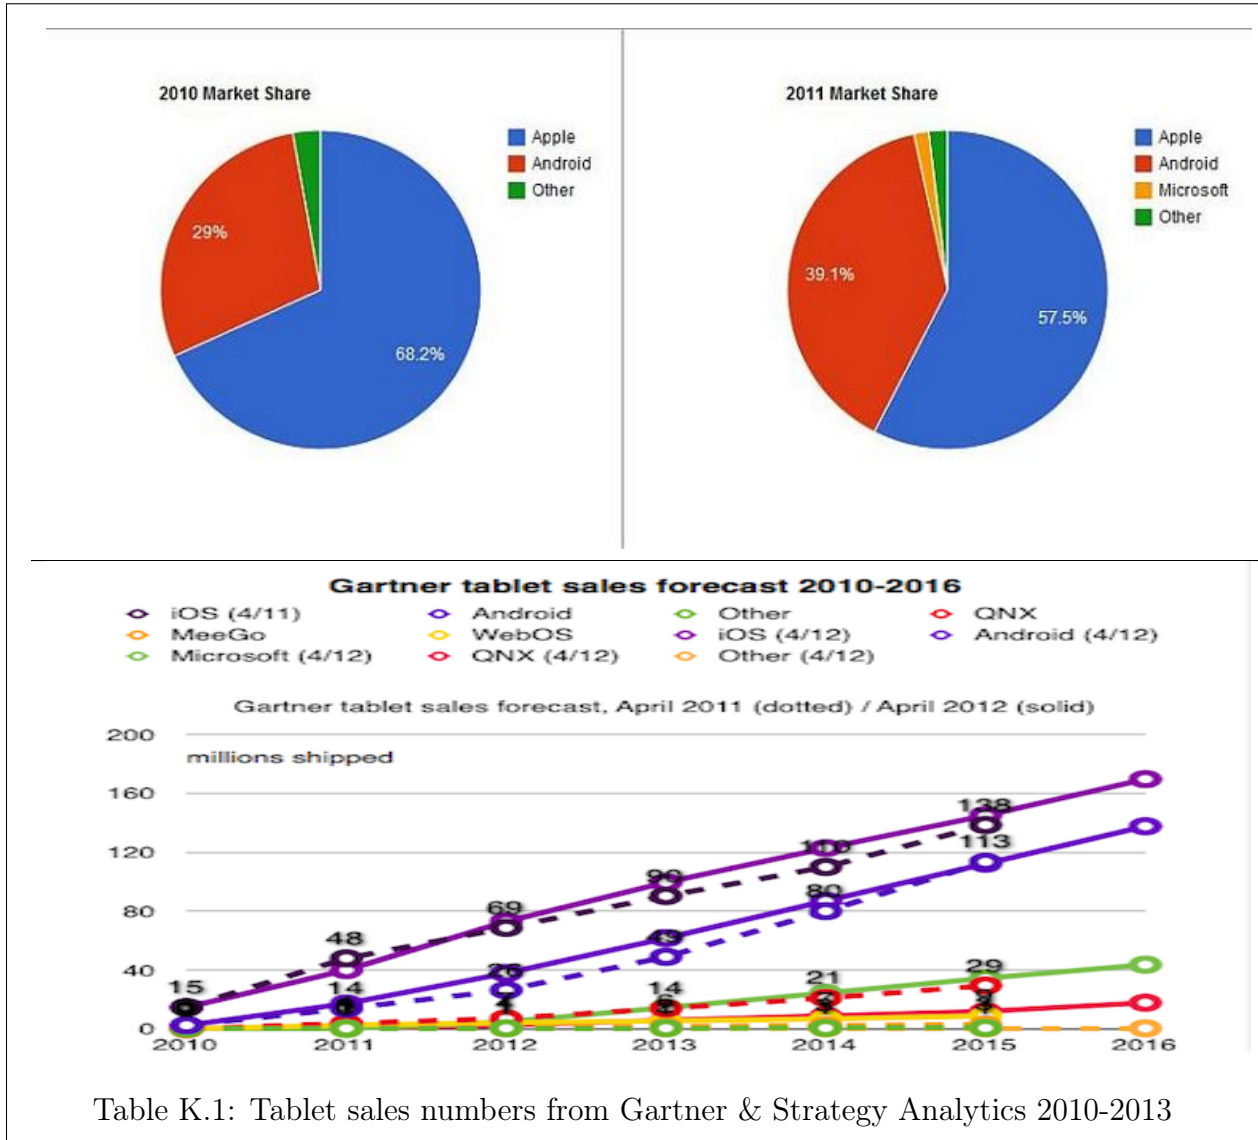 2010 Market Share
Apple
Android
Other
29%
68.2%
2011 Market Share
Apple
Android
Microsoft
Other
39.1%
57.5%
Gartner tablet sales forecast 2010-2016
iOS (4/11) Android Other QNX
MeeGo WebOS iOS (4/12) Android (4/12)
Microsoft (4/12) QNX (4/12) Other (4/12)
Gartner tablet sales forecast, April 2011 (dotted) / April 2012 (solid)
200
millions shipped
160
138
120
113
110
90
80
80
69
49
48
40
29
26
21
15
14
14
0
2010 2011 2012 2013 2014 2015 2016
Table K.1: Tablet sales numbers from Gartner & Strategy Analytics 2010-2013